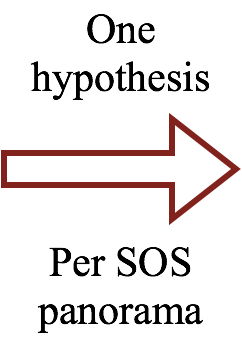 One
hypothesis
Per SOS
panorama